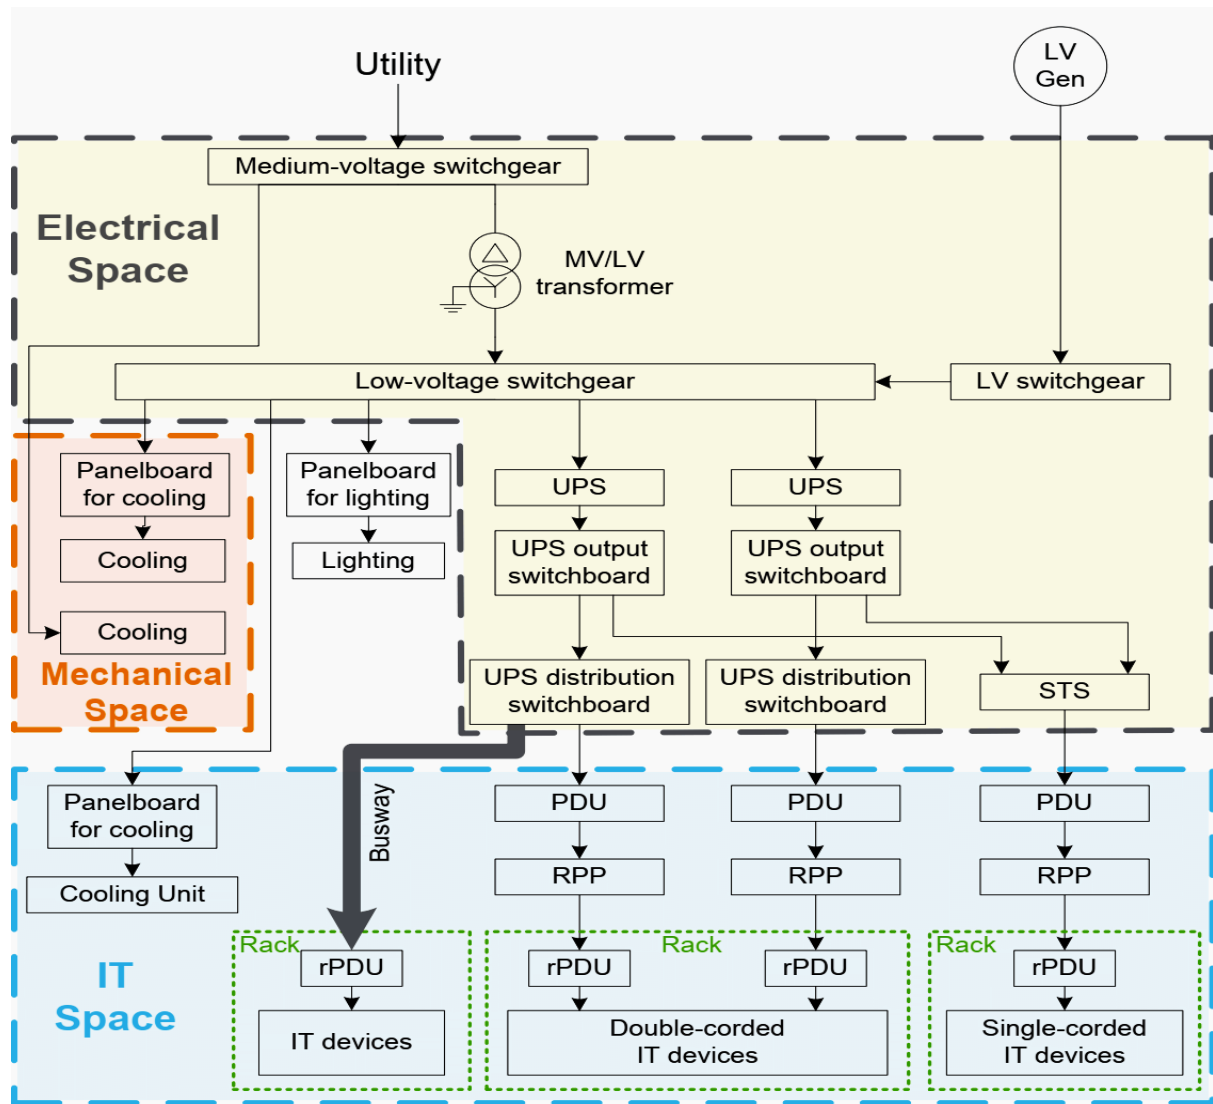 Utility
LV
Gen
Medium-voltage switchgear
Electrical
Space
MV/LV
transformer
Low-voltage switchgear
LV switchgear
Panelboard
for cooling
Cooling
Cooling
Mechanical
Space
Panelboard
for lighting
Lighting
UPS
UPS
UPS output
switchboard
UPS output
switchboard
UPS distribution
switchboard
UPS distribution
switchboard
STS
Panelboard
for cooling
Cooling Unit
Busway
PDU
PDU
PDU
RPP
RPP
RPP
IT
Space
Rack
rPDU
IT devices
Rack
rPDU
rPDU
Double-corded
IT devices
Rack
rPDU
Single-corded
IT devices